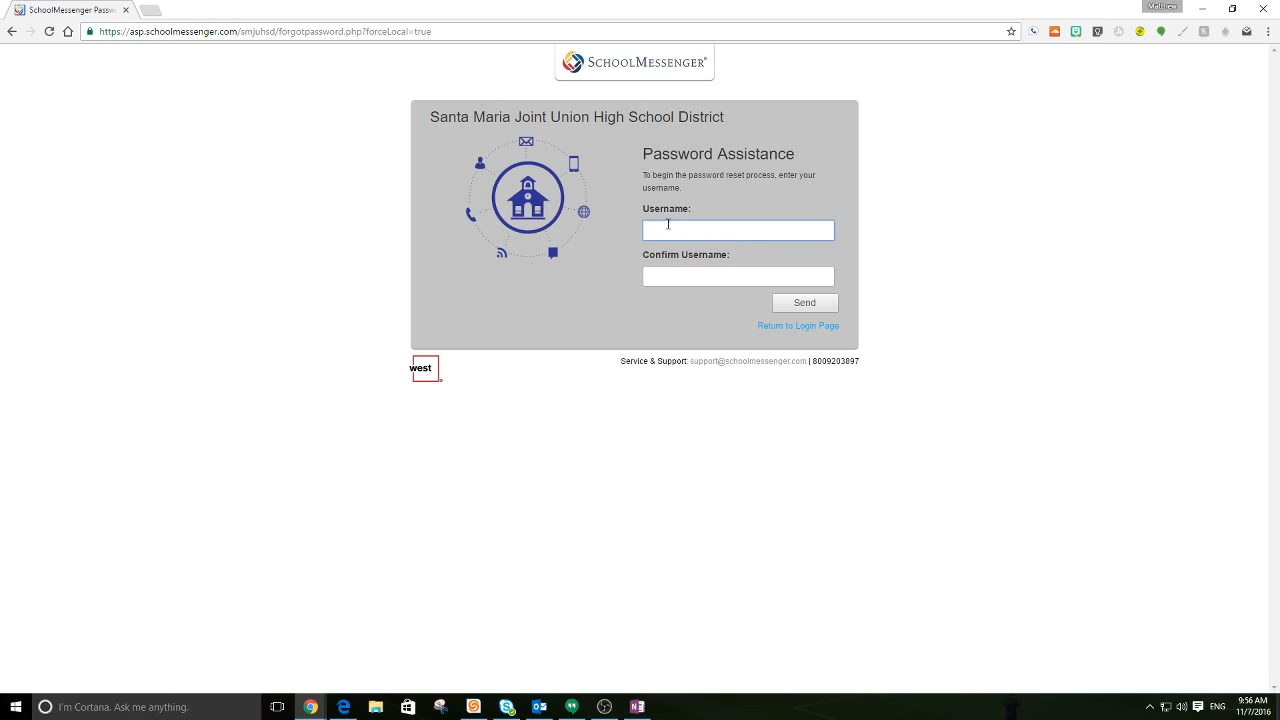 SchoolMessenger Passw
Matthew
https://asp.schoolmessenger.com/smjuhsd/forgotpassword.php?forceLocal=true
SCHOOLMESSENGER®
Santa Maria Joint Union High School District
Password Assistance
To begin the password reset process, enter your
username.
Username:
Confirm Username:
Send
Return to Login Page
Service & Support: support@schoolmessenger.com | 8009203897
west
I'm Cortana. Ask me anything.
ENG
9:56 AM
11/7/2016